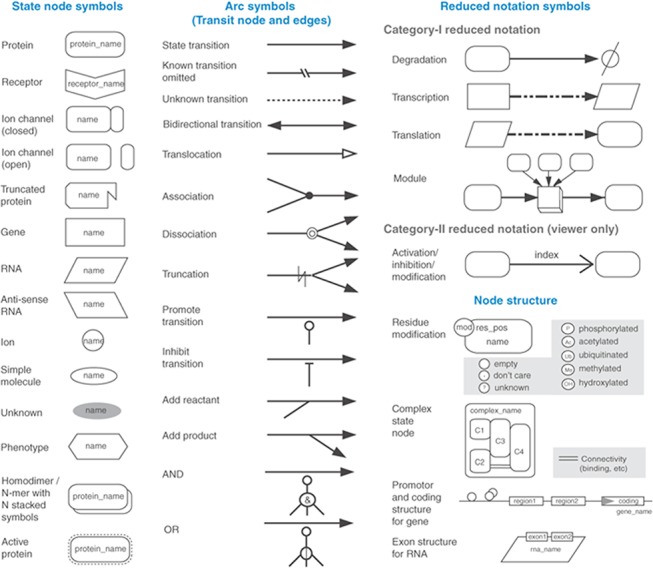 State node symbols
Protein
protein_name
Receptor
receptor_name
Ion channel
(closed)
name
Ion channel
(open)
name
Truncated
protein
name
Gene
name
RNA
name
Anti-sense
RNA
name
Ion
name
Simple
molecule
name
Unknown
name
Phenotype
name
Homodimer /
N-mer with
N stacked
symbols
protein_name
Active
protein
protein_name
Arc symbols
(Transit node and edges)
State transition
Known transition
omitted
Unknown transition
Bidirectional transition
Translocation
Association
Dissociation
Truncation
N
Promote
transition
Inhibit
transition
Add reactant
Add product
AND
&
OR
Reduced notation symbols
Category-I reduced notation
Degradation
Transcription
Translation
Module
Category-II reduced notation (viewer only)
Activation/
inhibition/
modification
index
Node structure
Residue
modification
mod
res_pos
name
empty
- don't care
? unknown
P phosphorylated
Ac acetylated
Ub ubiquitinated
Me methylated
OH hydroxylated
Complex
state
node
complex_name
C1
C2
C3
C4
Connectivity
(binding, etc)
Promotor
and coding
structure
for gene
region1
region2
coding
gene_name
Exon structure
for RNA
exon1
exon2
rna_name